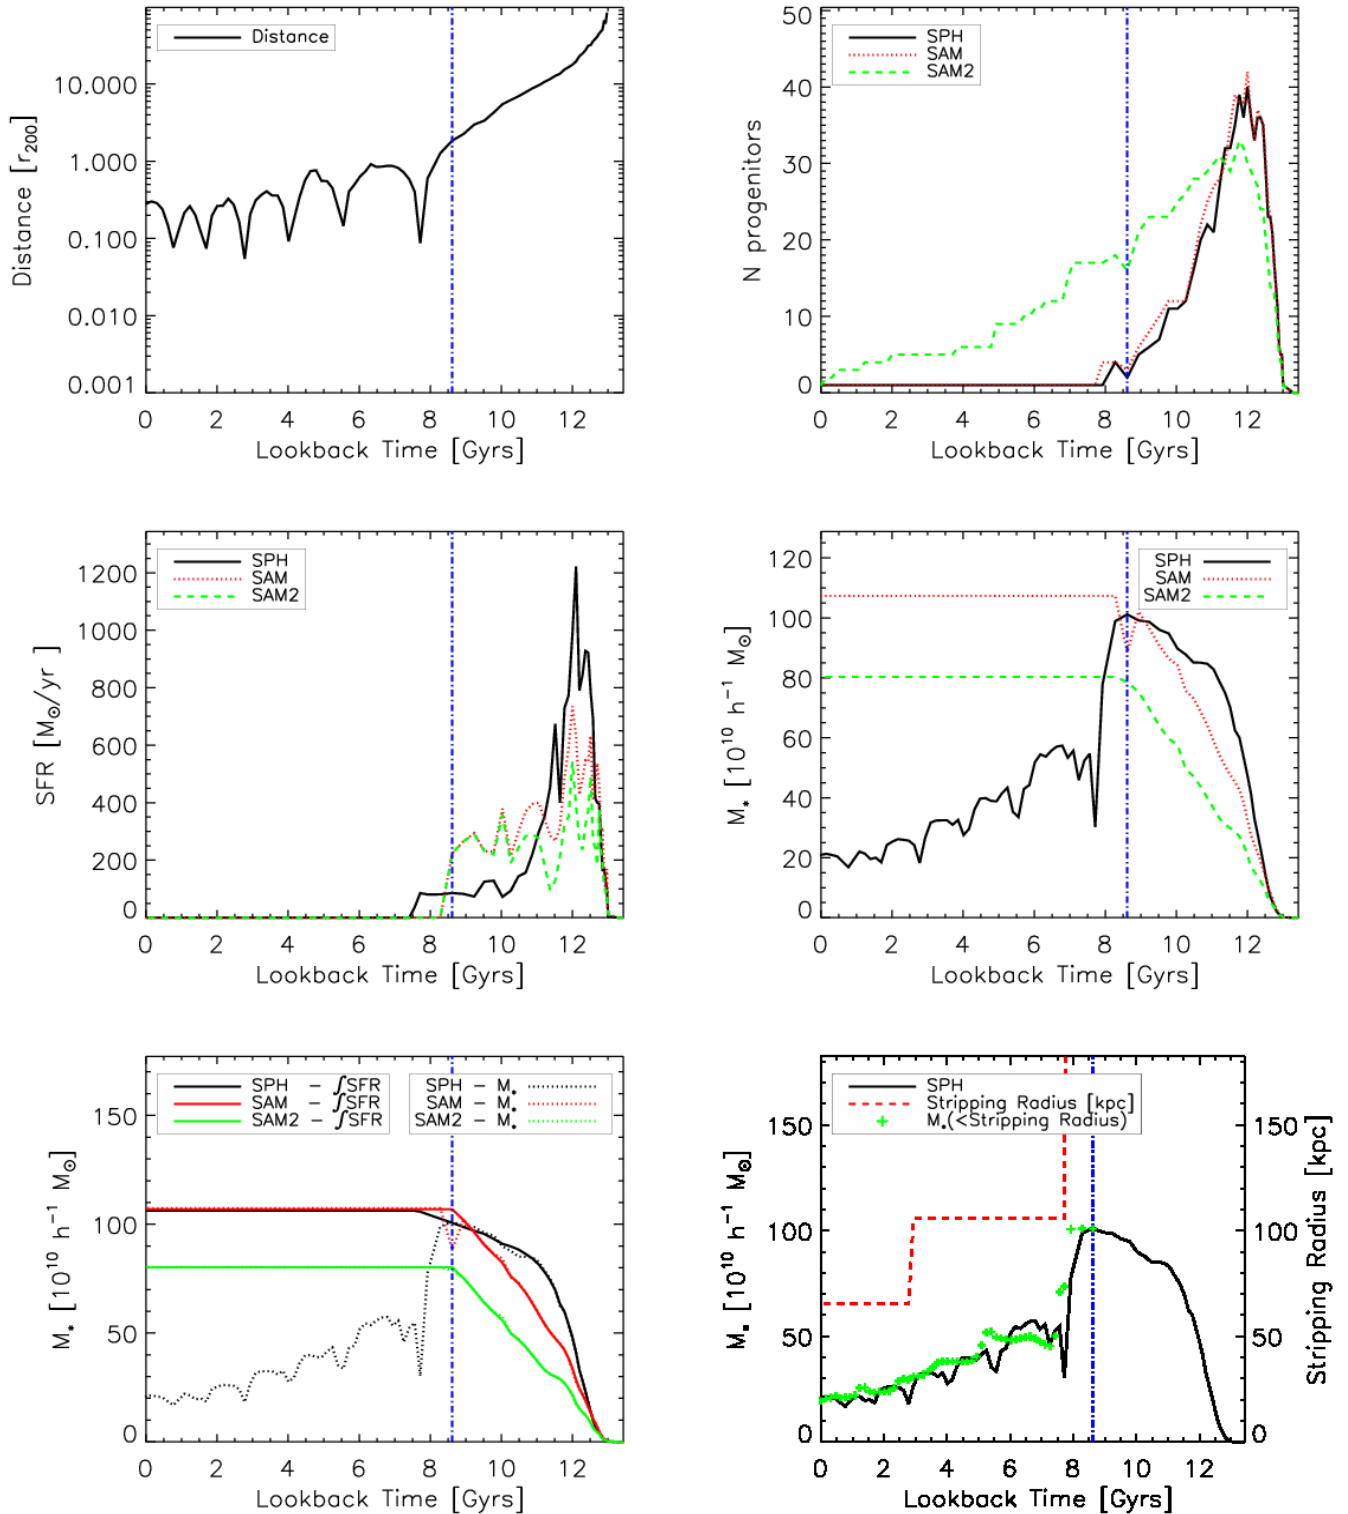 Distance
10.000
1.000
0.100
0.010
0.001
Distance [r200]
0 2 4 6 8 10 12
Lookback Time [Gyrs]
SPH
SAM
SAM2
50
40
30
20
10
0
N progenitors
0 2 4 6 8 10 12
Lookback Time [Gyrs]
SPH
SAM
SAM2
1200
1000
800
600
400
200
0
SFR [M⊙/yr ]
0 2 4 6 8 10 12
Lookback Time [Gyrs]
SPH
SAM
SAM2
120
100
80
60
40
20
0
M* [10^10 h^-1 M⊙]
0 2 4 6 8 10 12
Lookback Time [Gyrs]
SPH – ∫SFR
SAM – ∫SFR
SAM2 – ∫SFR
SPH – M*
SAM – M*
SAM2 – M*
150
100
50
0
M* [10^10 h^-1 M⊙]
0 2 4 6 8 10 12
Lookback Time [Gyrs]
SPH
Stripping Radius [kpc]
M*(<Stripping Radius)
150
100
50
0
M* [10^10 h^-1 M⊙]
150
100
50
0
Stripping Radius [kpc]
0 2 4 6 8 10 12
Lookback Time [Gyrs]